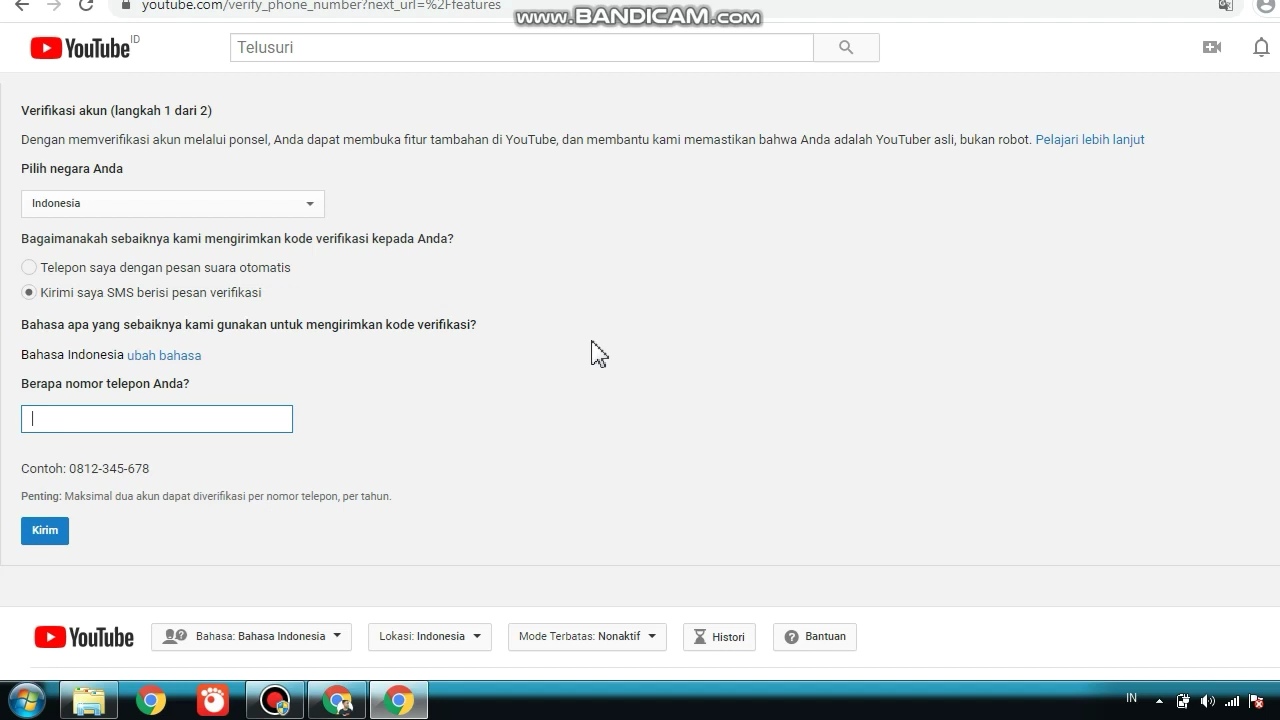 youtube.com/verify_phone_number?next_url=%2Ffeatures
www.BANDICAM.com
YouTube ID
Telusuri
Verifikasi akun (langkah 1 dari 2)
Dengan memverifikasi akun melalui ponsel, Anda dapat membuka fitur tambahan di YouTube, dan membantu kami memastikan bahwa Anda adalah YouTuber asli, bukan robot. Pelajari lebih lanjut
Pilih negara Anda
Indonesia
Bagaimanakah sebaiknya kami mengirimkan kode verifikasi kepada Anda?
Telepon saya dengan pesan suara otomatis
Kirimi saya SMS berisi pesan verifikasi
Bahasa apa yang sebaiknya kami gunakan untuk mengirimkan kode verifikasi?
Bahasa Indonesia ubah bahasa
Berapa nomor telepon Anda?
Contoh: 0812-345-678
Penting: Maksimal dua akun dapat diverifikasi per nomor telepon, per tahun.
Kirim
YouTube Bahasa: Bahasa Indonesia Lokasi: Indonesia Mode Terbatas: Nonaktif Histori Bantuan
IN